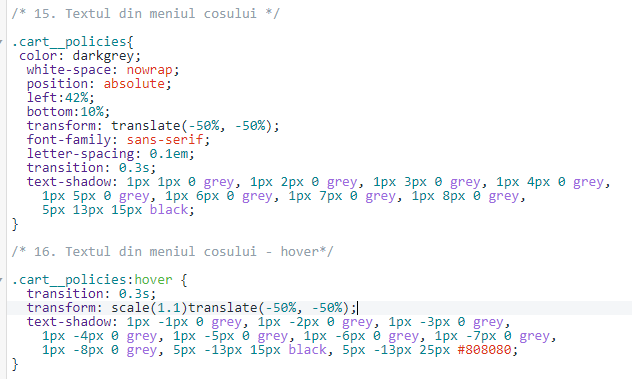 /* 15. Textul din meniul cosului */
.cart__policies{
color: darkgrey;
white-space: nowrap;
position: absolute;
left:42%;
bottom:10%;
transform: translate(-50%, -50%);
font-family: sans-serif;
letter-spacing: 0.1em;
transition: 0.3s;
text-shadow: 1px 1px 0 grey, 1px 2px 0 grey, 1px 3px 0 grey, 1px 4px 0 grey,
1px 5px 0 grey, 1px 6px 0 grey, 1px 7px 0 grey, 1px 8px 0 grey,
5px 13px 15px black;
}
/* 16. Textul din meniul cosului - hover*/
.cart__policies:hover {
transition: 0.3s;
transform: scale(1.1)translate(-50%, -50%);
text-shadow: 1px -1px 0 grey, 1px -2px 0 grey, 1px -3px 0 grey,
1px -4px 0 grey, 1px -5px 0 grey, 1px -6px 0 grey, 1px -7px 0 grey,
1px -8px 0 grey, 5px -13px 15px black, 5px -13px 25px #808080;
}